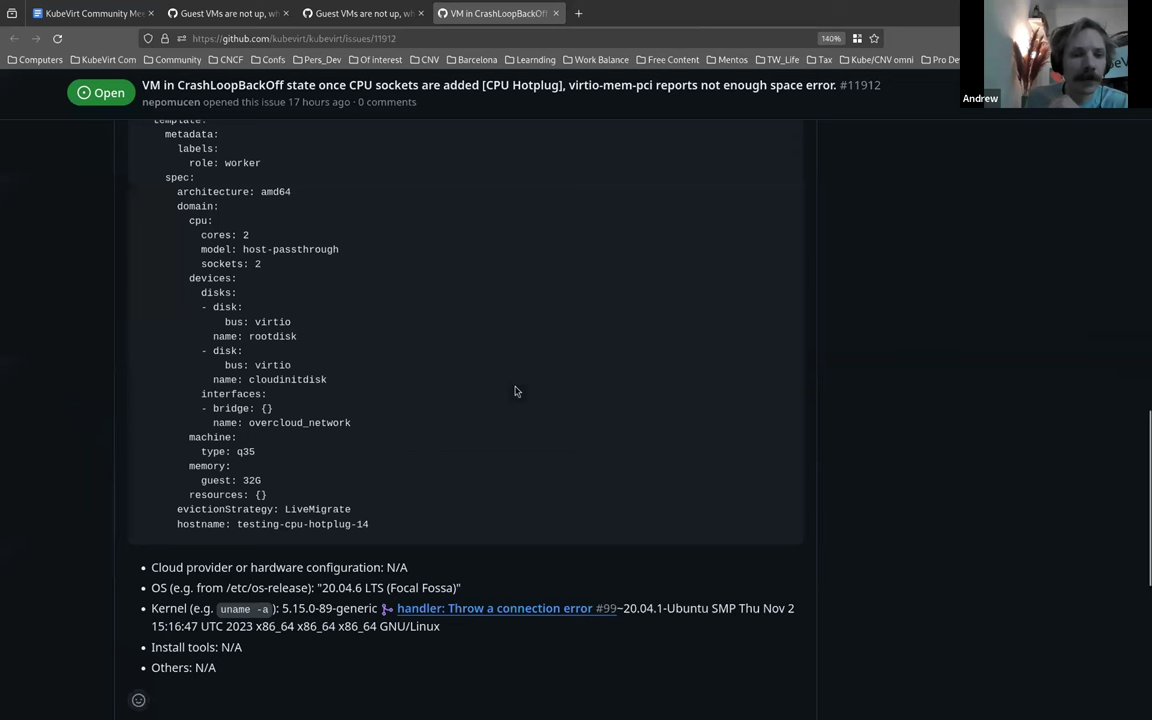 KubeVirt Community Me
Guest VMs are not up, wh
Guest VMs are not up, wh
VM in CrashLoopBackOf
https://github.com/kubevirt/kubevirt/issues/11912
140%
Computers
KubeVirt Com
Community
CNCF
Confs
Pers_Dev
Of interest
CNV
Barcelona
Learnding
Work Balance
Free Content
Mentos
TW_Life
Tax
Kube/CNV omni
Pro De
Andrew
Open
VM in CrashLoopBackOff state once CPU sockets are added [CPU Hotplug], virtio-mem-pci reports not enough space error. #11912
nepomucen opened this issue 17 hours ago · 0 comments
template:
metadata:
labels:
role: worker
spec:
architecture: amd64
domain:
cpu:
cores: 2
model: host-passthrough
sockets: 2
devices:
disks:
- disk:
bus: virtio
name: rootdisk
- disk:
bus: virtio
name: cloudinitdisk
interfaces:
- bridge: {}
name: overcloud_network
machine:
type: q35
memory:
guest: 32G
resources: {}
evictionStrategy: LiveMigrate
hostname: testing-cpu-hotplug-14
• Cloud provider or hardware configuration: N/A
• OS (e.g. from /etc/os-release): "20.04.6 LTS (Focal Fossa)"
• Kernel (e.g. uname -a): 5.15.0-89-generic handler: Throw a connection error #99~20.04.1-Ubuntu SMP Thu Nov 2
15:16:47 UTC 2023 x86_64 x86_64 x86_64 GNU/Linux
• Install tools: N/A
• Others: N/A